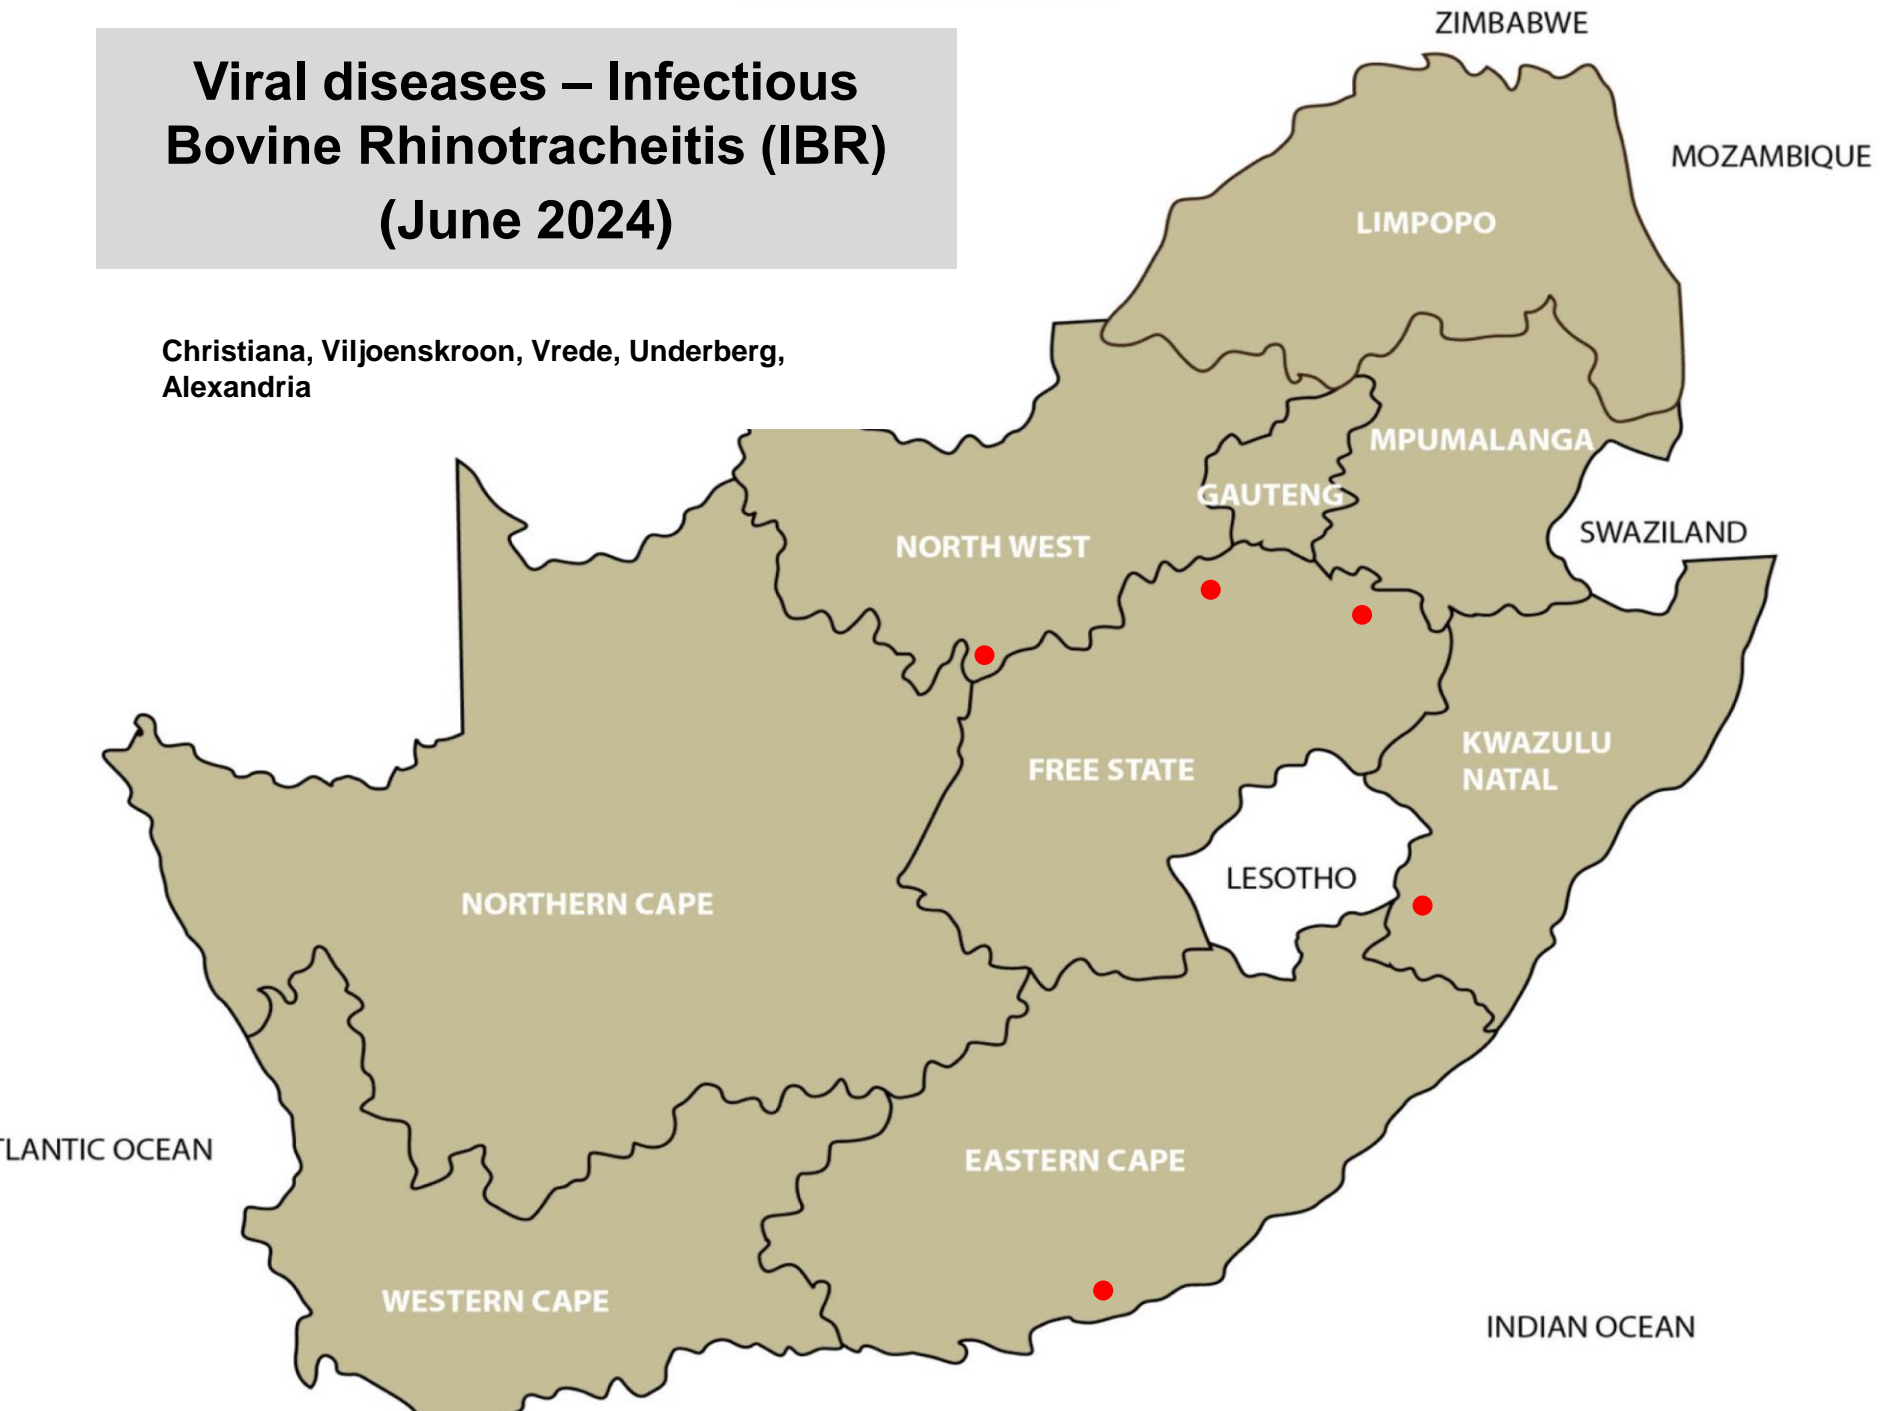 Viral diseases – Infectious
Bovine Rhinotracheitis (IBR)
(June 2024)
Christiana, Viljoenskroon, Vrede, Underberg,
Alexandria
ZIMBABWE
MOZAMBIQUE
LIMPOPO
MPUMALANGA
GAUTENG
SWAZILAND
NORTH WEST
KWAZULU
NATAL
FREE STATE
LESOTHO
NORTHERN CAPE
TLANTIC OCEAN
EASTERN CAPE
WESTERN CAPE
INDIAN OCEAN